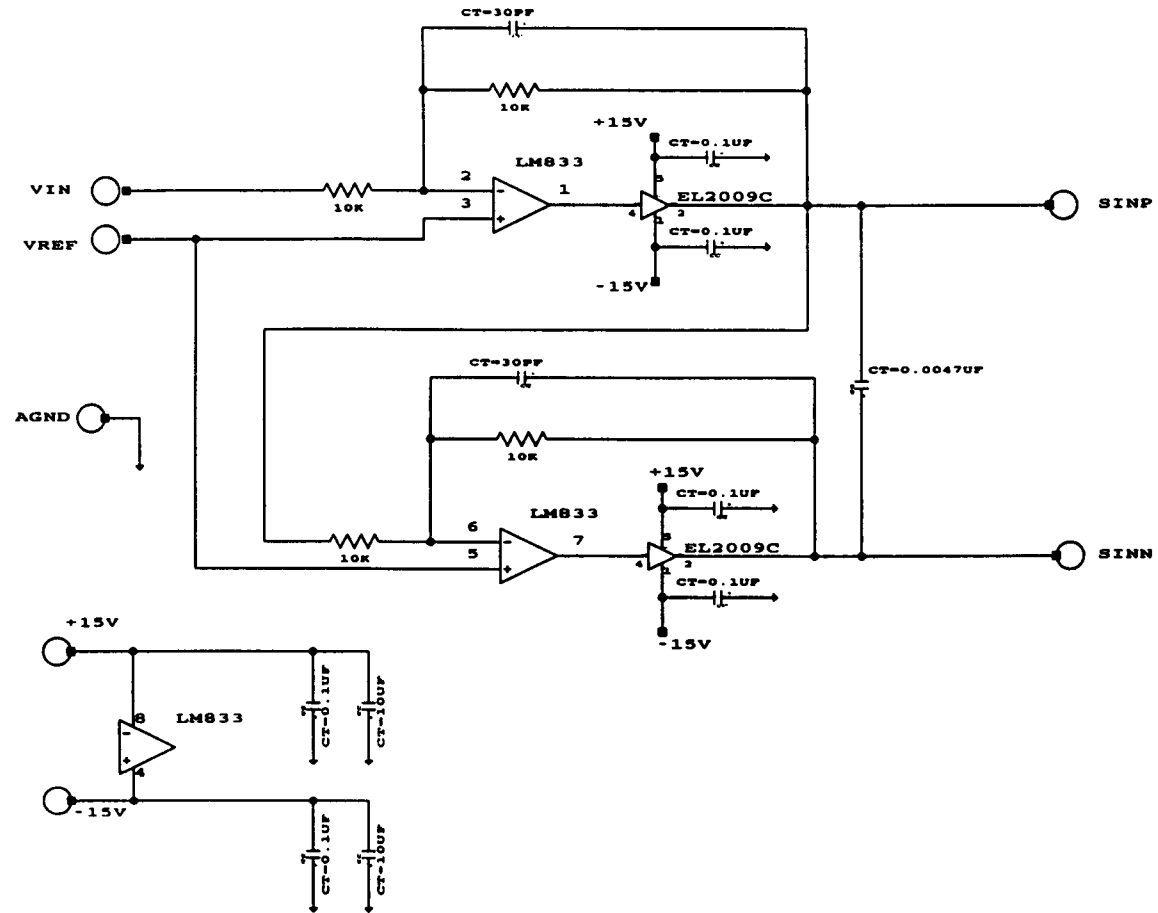 CT=30PF
10K
+15V
CT=0.1UF
LM833
VIN
2
1
5
EL2009C
SINP
10K
3
4
2
VREF
1
CT=0.1UF
-15V
CT=30PF
CT=0.0047UF
AGND
10K
+15V
CT=0.1UF
LM833
6
7
5
EL2009C
SINN
10K
5
4
2
1
CT=0.1UF
+15V
-15V
8
LM833
CT=0.1UF
CT=10UF
4
-15V
CT=0.1UF
CT=10UF